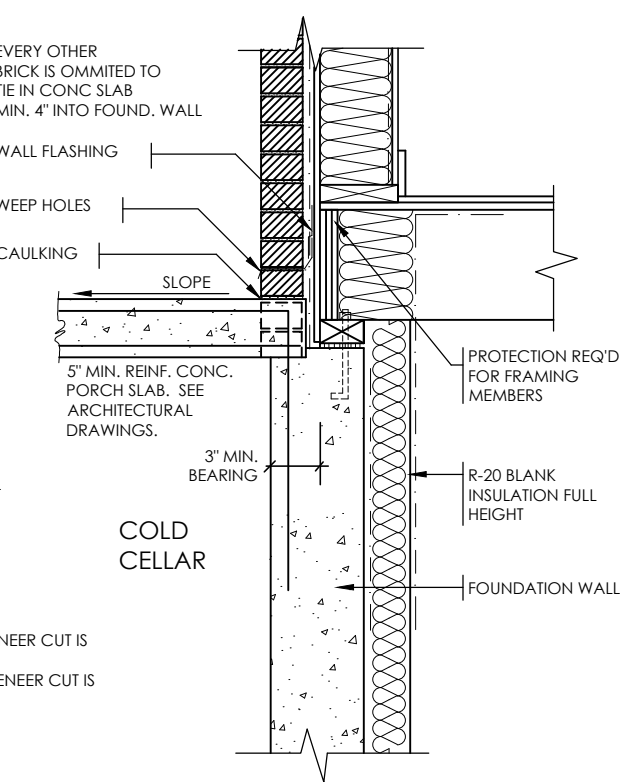 EVERY OTHER
BRICK IS OMMITED TO
TIE IN CONC SLAB
MIN. 4" INTO FOUND. WALL
WALL FLASHING
WEEP HOLES
CAULKING
SLOPE
5" MIN. REINF. CONC.
PORCH SLAB. SEE
ARCHITECTURAL
DRAWINGS.
PROTECTION REQ'D
FOR FRAMING
MEMBERS
3" MIN.
BEARING
R-20 BLANK
INSULATION FULL
HEIGHT
COLD
CELLAR
FOUNDATION WALL
CUT IS
CUT IS